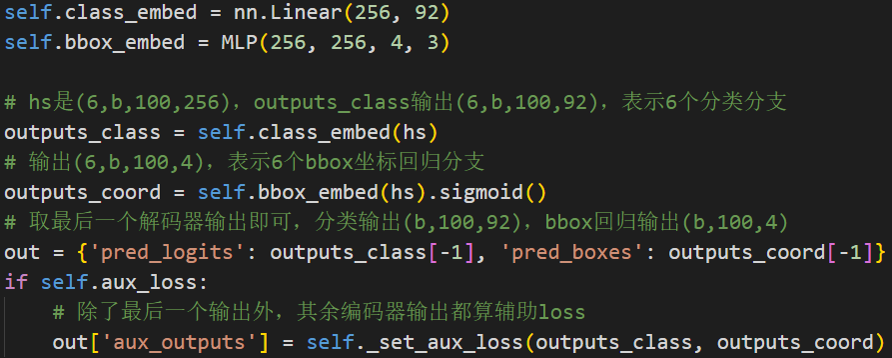 self.class_embed = nn.Linear(256, 92)
self.bbox_embed = MLP(256, 256, 4, 3)
# hs是(6,b,100,256)，outputs_class输出(6,b,100,92)，表示6个分类分支
outputs_class = self.class_embed(hs)
# 输出(6,b,100,4)，表示6个bbox坐标回归分支
outputs_coord = self.bbox_embed(hs).sigmoid()
# 取最后一个解码器输出即可，分类输出(b,100,92)，bbox回归输出(b,100,4)
out = {'pred_logits': outputs_class[-1], 'pred_boxes': outputs_coord[-1]}
if self.aux_loss:
    # 除了最后一个输出外，其余编码器输出都算辅助loss
    out['aux_outputs'] = self._set_aux_loss(outputs_class, outputs_coord)